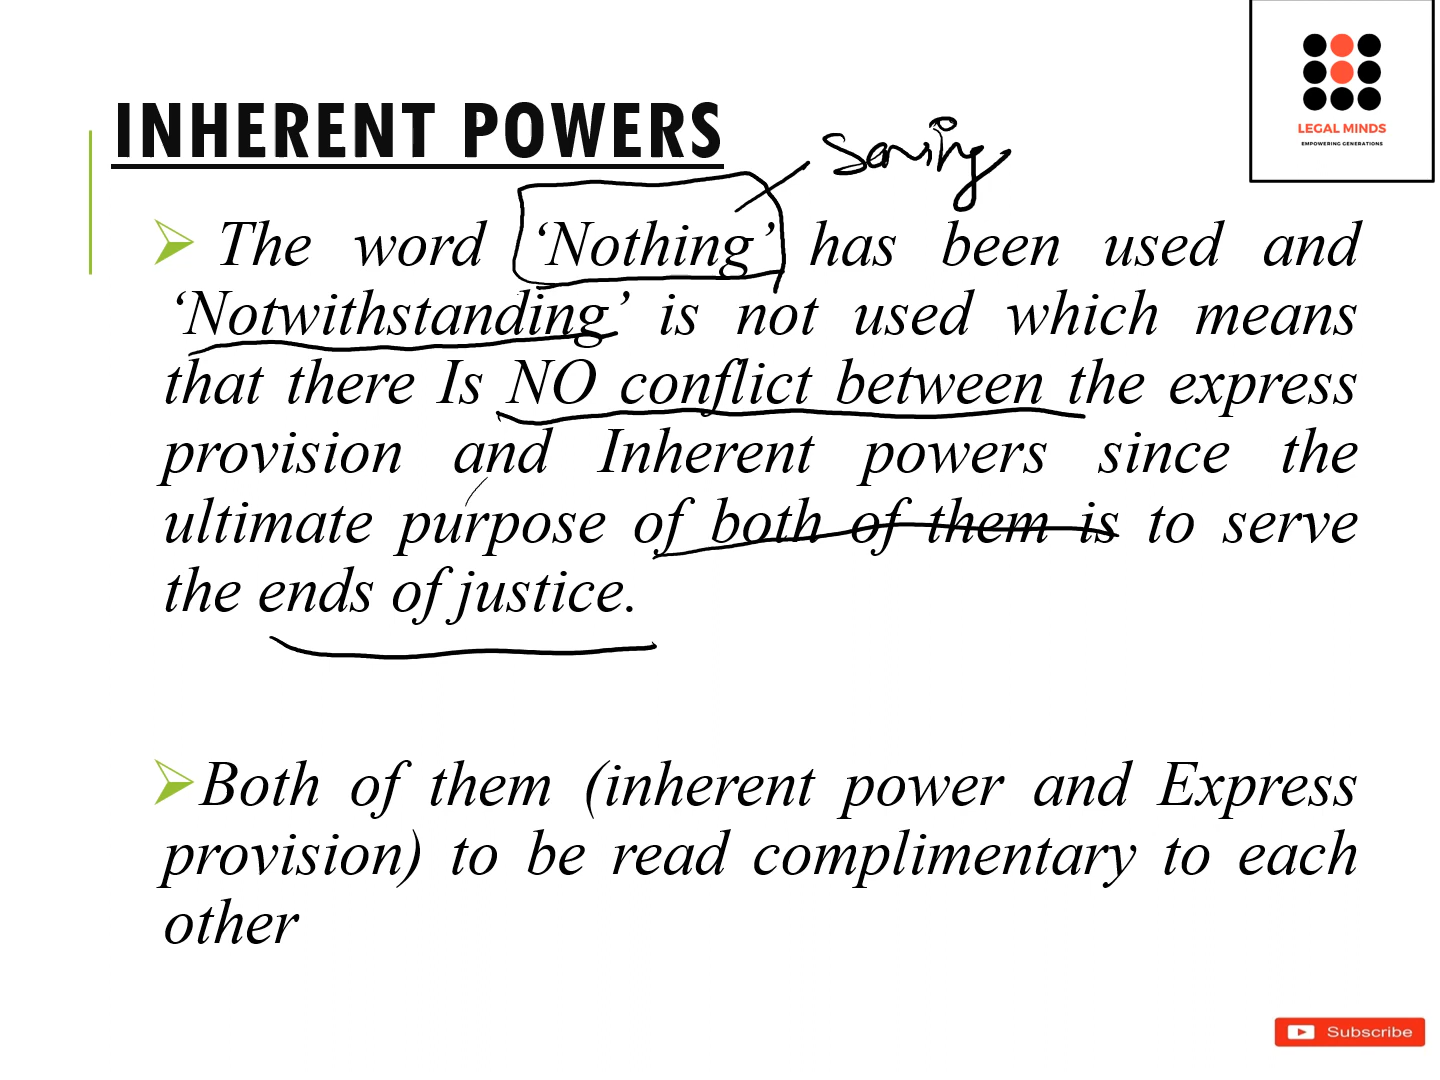 LEGAL MINDS
EMPOWERING GENERATIONS
INHERENT POWERS
Saving
The word ‘Nothing’ has been used and
‘Notwithstanding’ is not used which means
that there Is NO conflict between the express
provision and Inherent powers since the
ultimate purpose of both of them is to serve
the ends of justice.
Both of them (inherent power and Express
provision) to be read complimentary to each
other
Subscribe